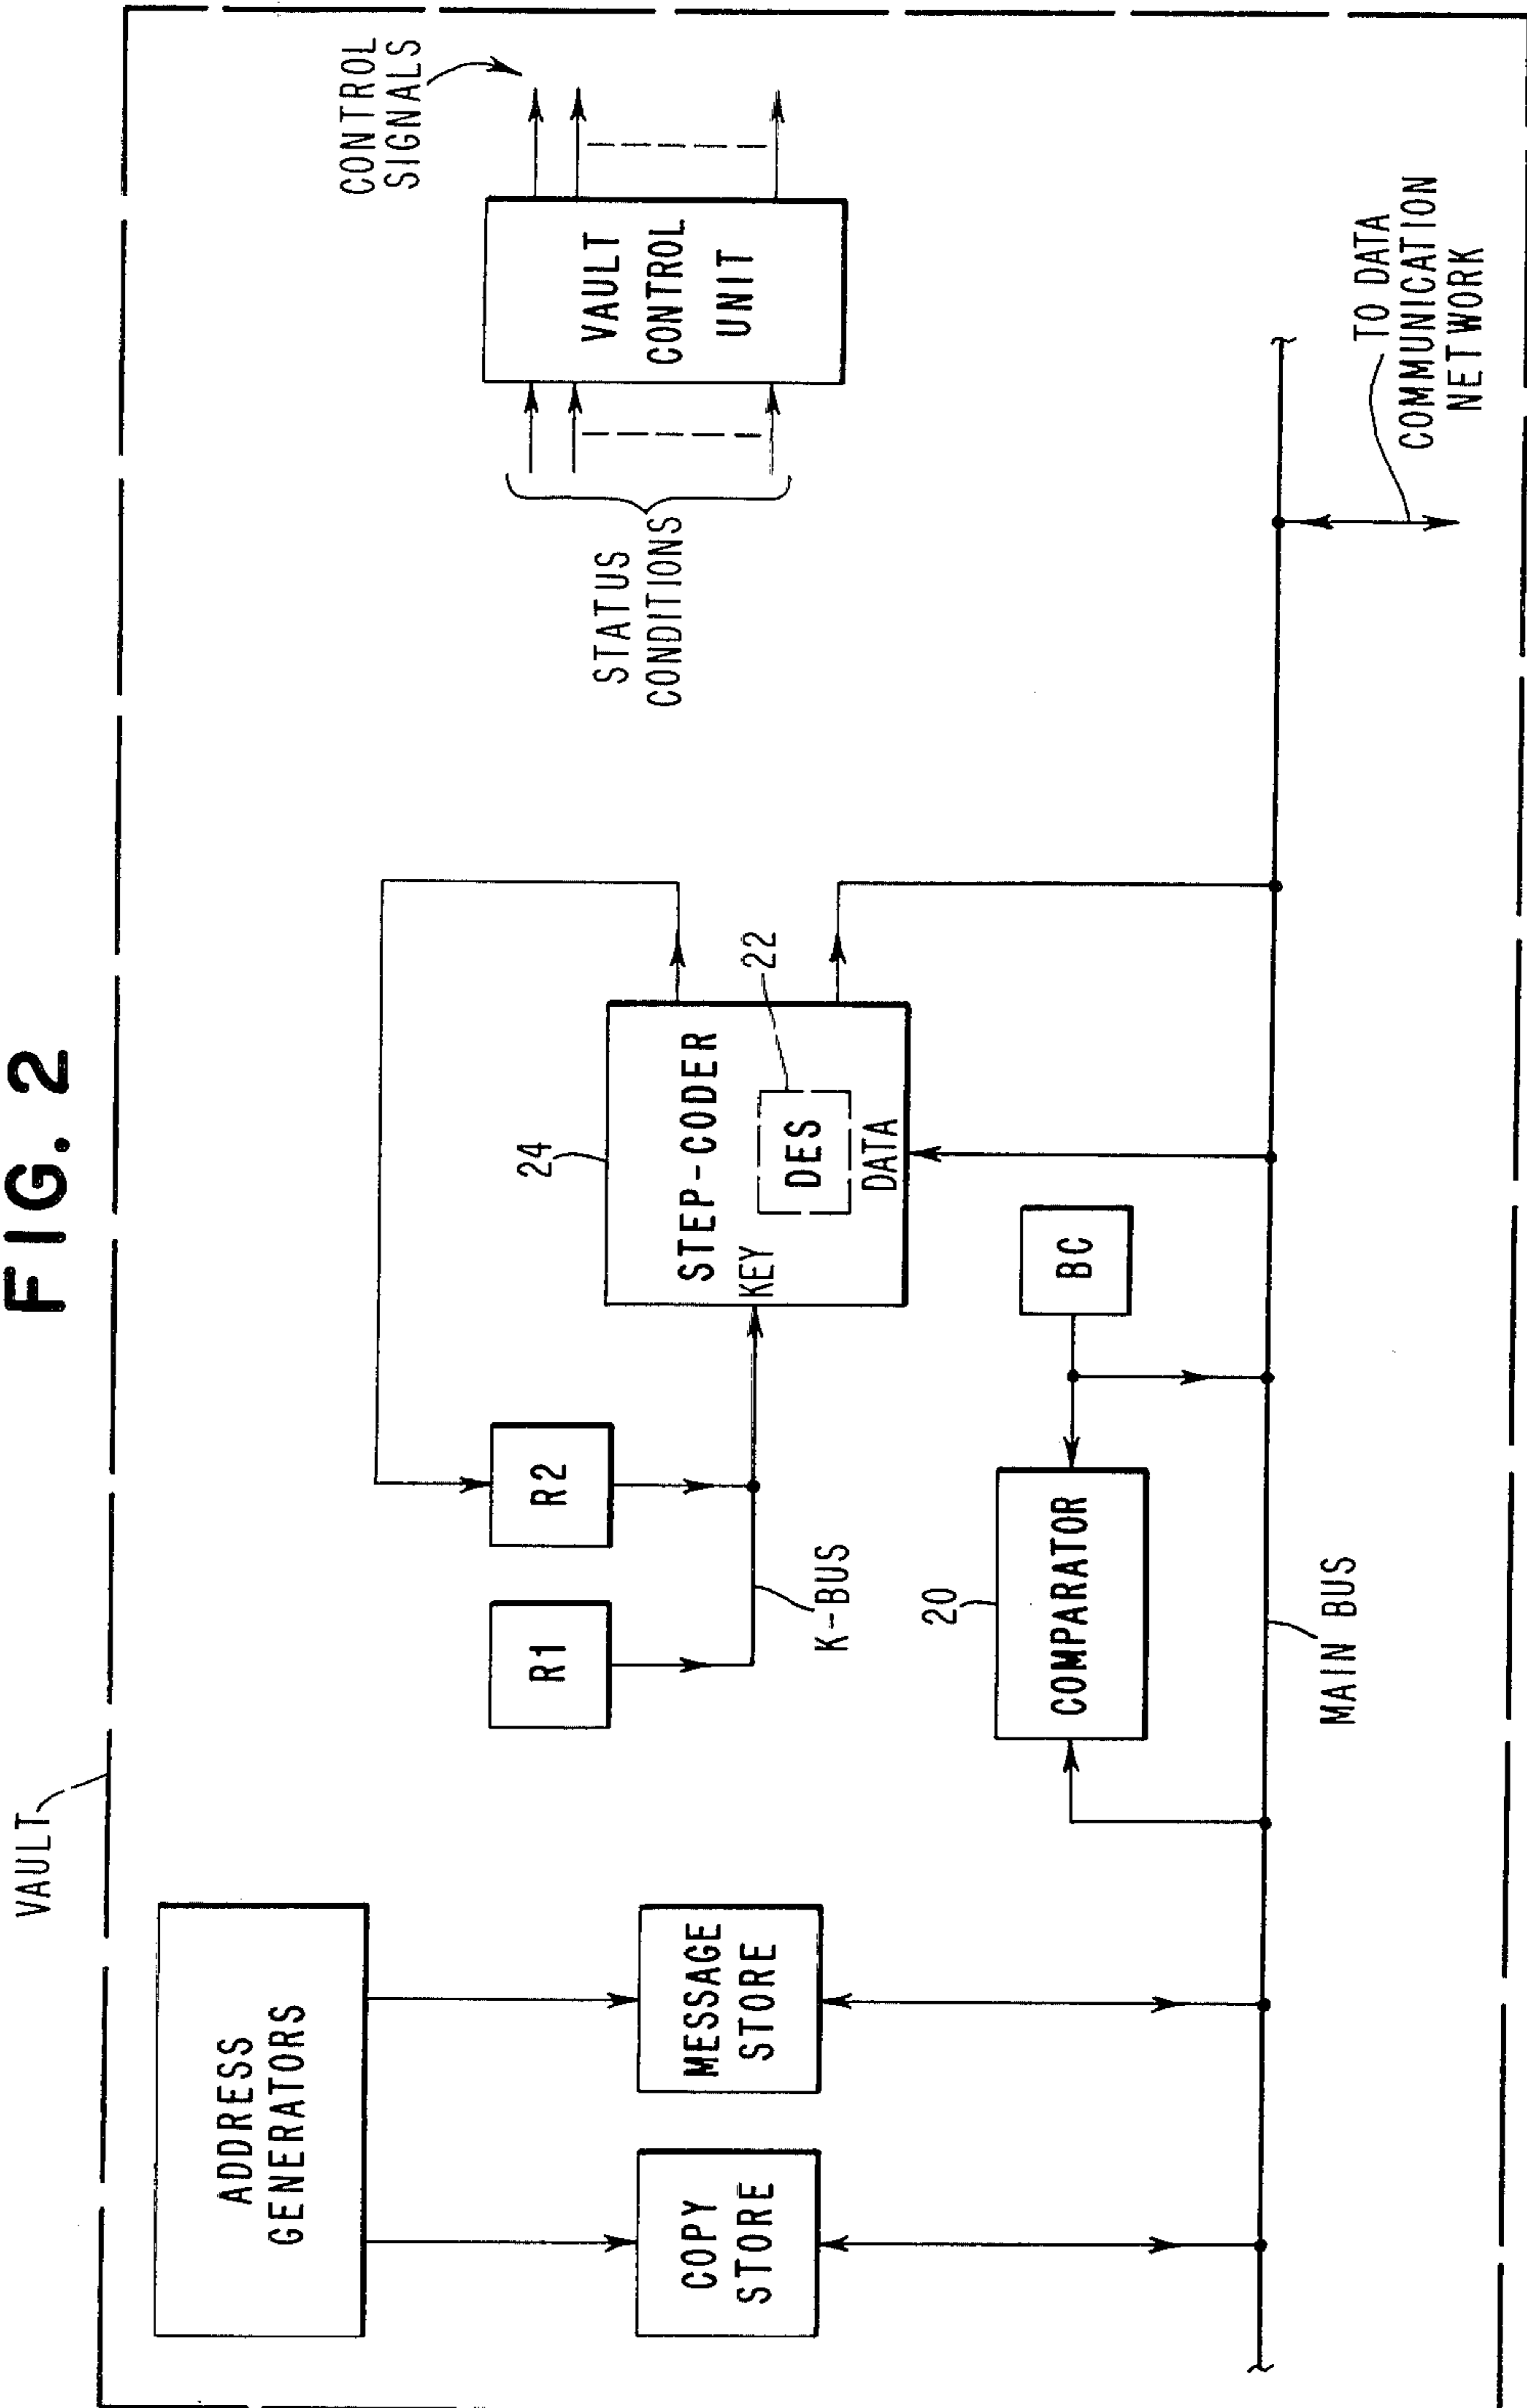 FIG. 2
VAULT
ADDRESS
GENERATORS
COPY
STORE
MESSAGE
STORE
R1
R2
K-BUS
24
STEP-CODER
KEY
DES
22
DATA
20
COMPARATOR
BC
MAIN BUS
STATUS
CONDITIONS
VAULT
CONTROL
UNIT
CONTROL
SIGNALS
TO DATA
COMMUNICATION
NETWORK